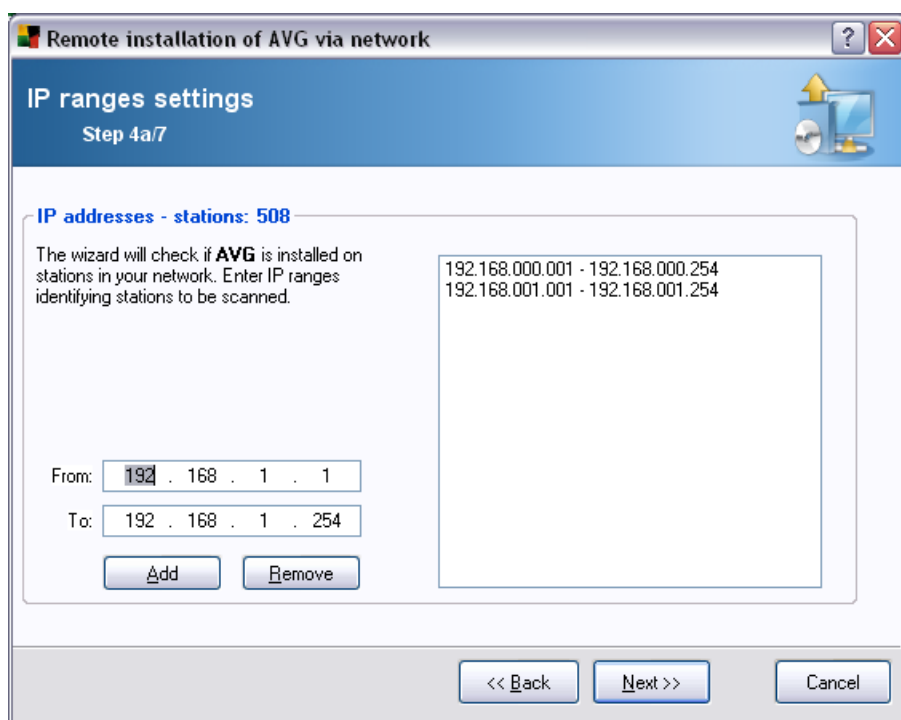 Remote installation of AVG via network
IP ranges settings
Step 4a/7
IP addresses - stations: 508
The wizard will check if AVG is installed on
stations in your network. Enter IP ranges
identifying stations to be scanned.
192.168.000.001 - 192.168.000.254
192.168.001.001 - 192.168.001.254
From: 192 . 168 . 1 . 1
To: 192 . 168 . 1 . 254
Add Remove
<< Back Next >> Cancel